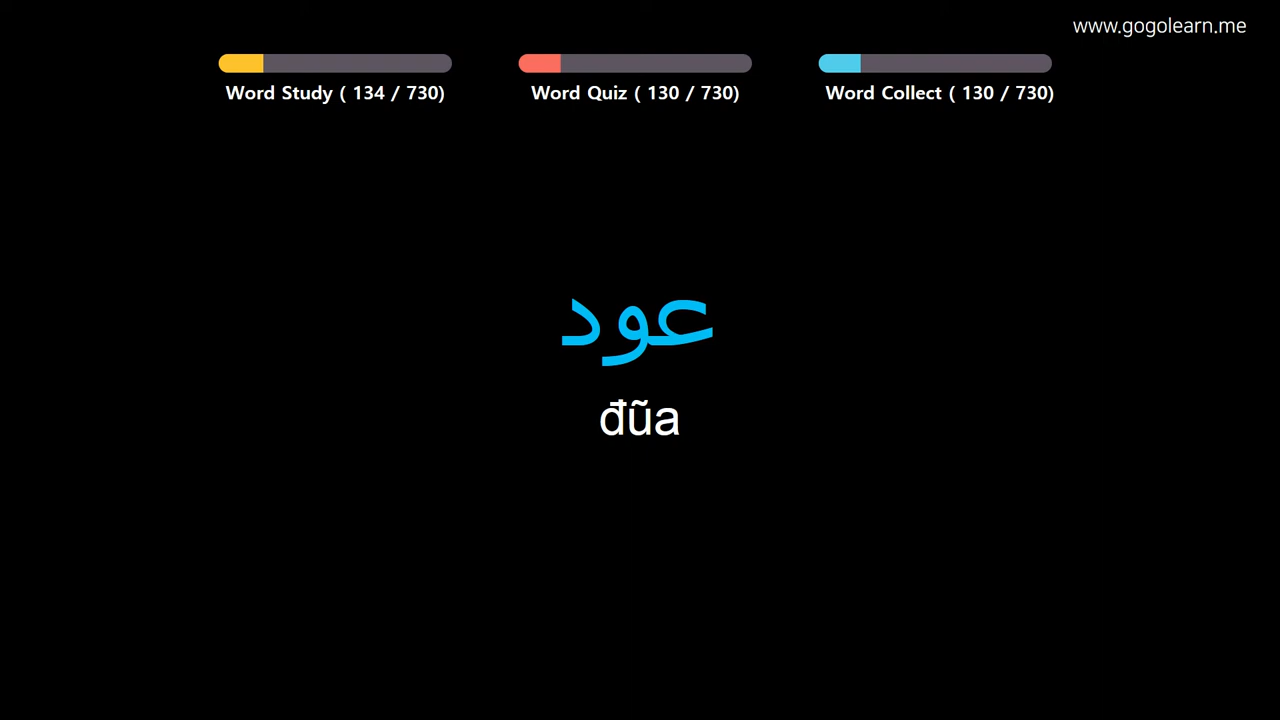 www.gogolearn.me
Word Study ( 134 / 730)
Word Quiz ( 130 / 730)
Word Collect ( 130 / 730)
عود
đũa